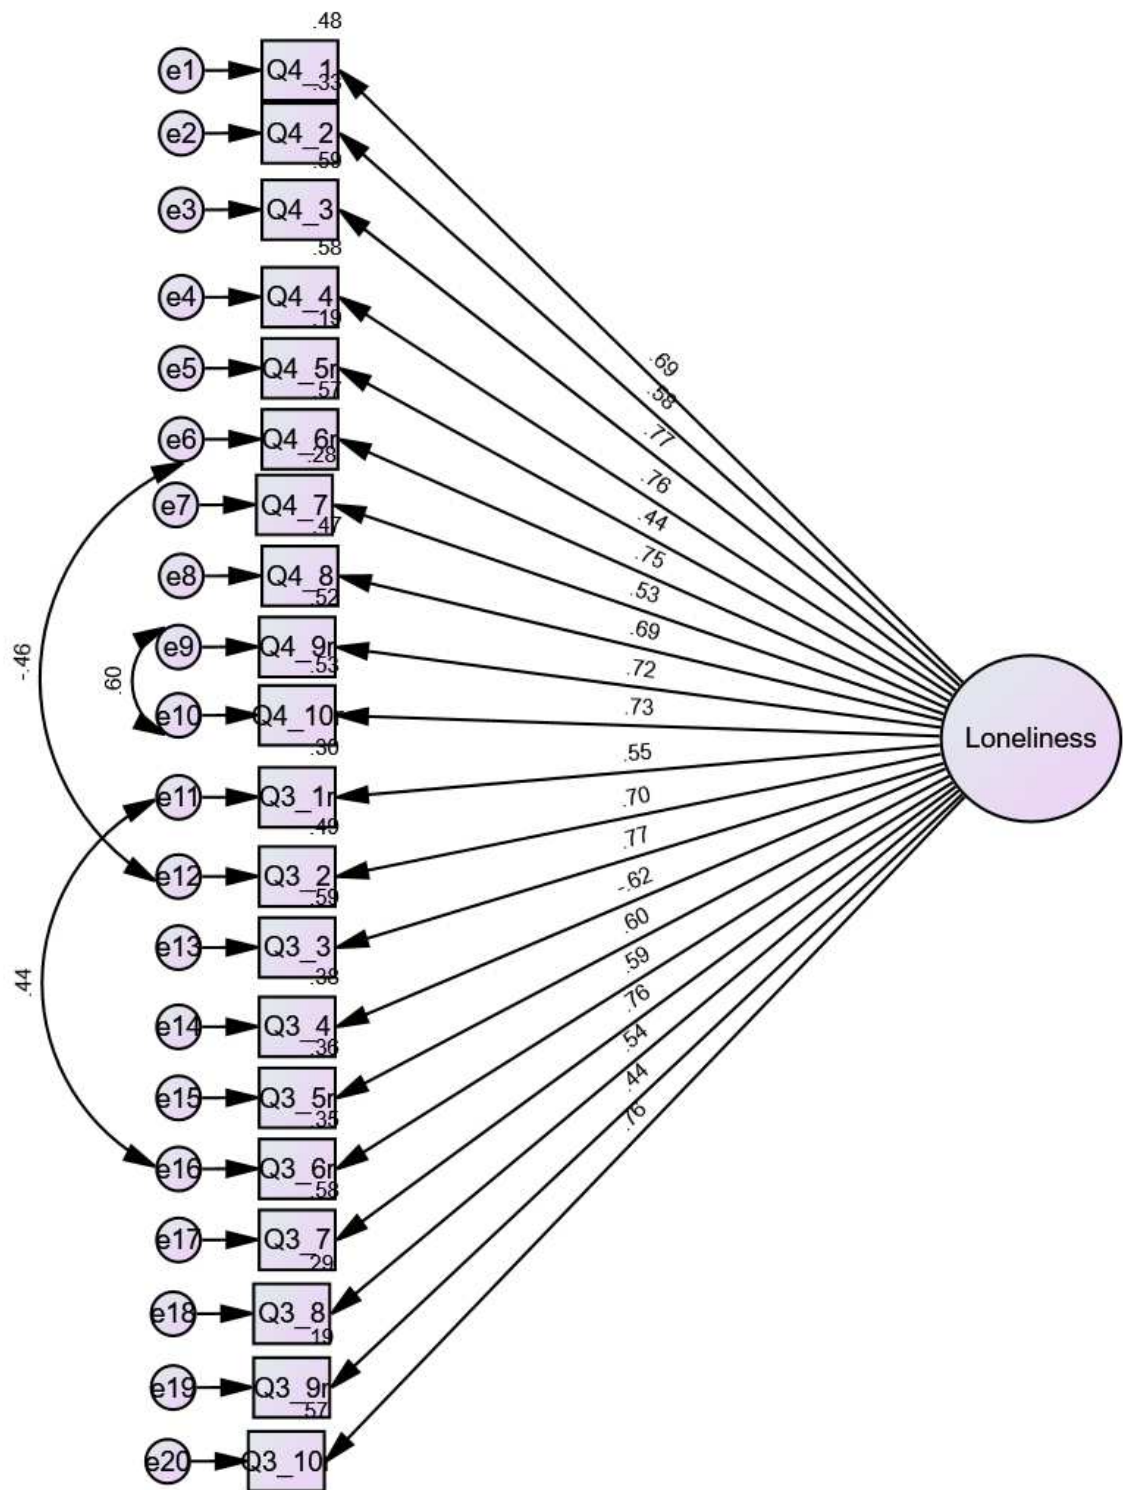 .48
e1 Q4_1
.33
e2 Q4_2
.59
e3 Q4_3
.58
e4 Q4_4
.19
e5 Q4_5r
.57
e6 Q4_6r
.28
e7 Q4_7
.47
e8 Q4_8
.52
e9 Q4_9r
.53
e10 Q4_10
.30
e11 Q3_1r
.49
e12 Q3_2
.59
e13 Q3_3
.38
e14 Q3_4
.36
e15 Q3_5r
.35
e16 Q3_6r
.58
e17 Q3_7
.29
e18 Q3_8
.19
e19 Q3_9r
.57
e20 Q3_10
-.46
.60
.44
.69
.58
.77
.76
.44
.75
.53
.69
.72
.73
.55
.70
.77
-.62
.60
.59
.76
.54
.44
.76
Loneliness